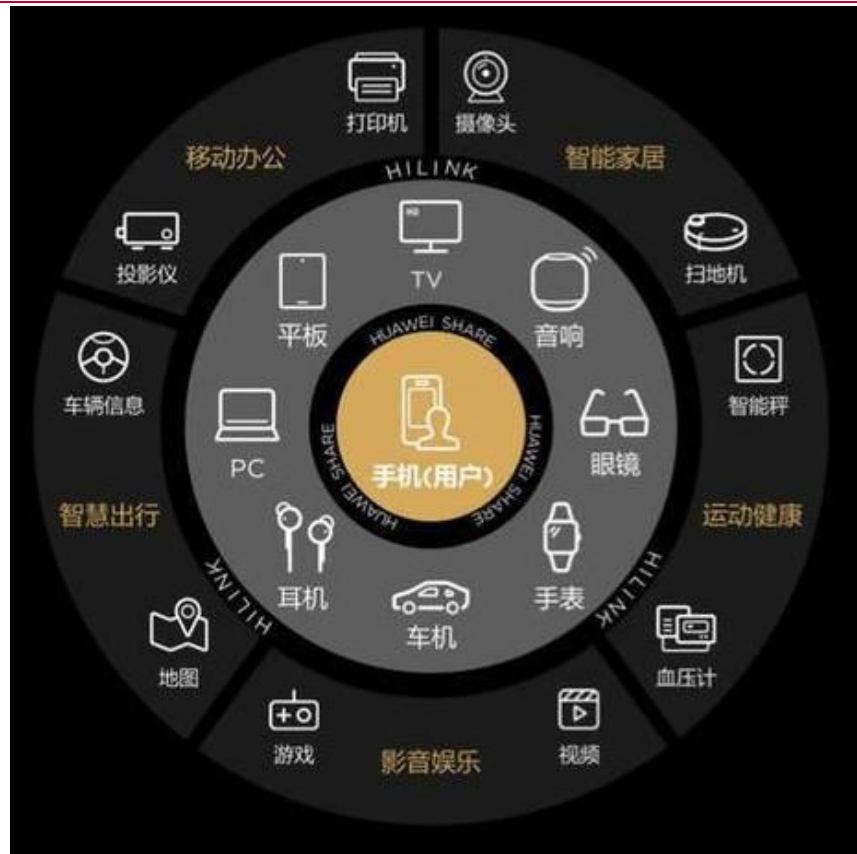 打印机
摄像头
移动办公
智能家居
HILINK
投影仪
扫地机
HD
TV
平板
音响
HUAWEI SHARE
车辆信息
智能秤
PC
手机(用户)
眼镜
HUAWEI SHARE
HUAWEI SHARE
智慧出行
运动健康
耳机
手表
HILINK
HILINK
车机
地图
血压计
游戏
影音娱乐
视频